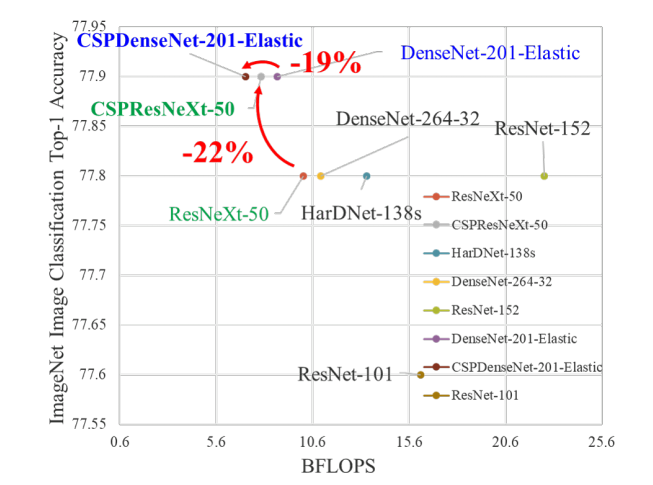 77.95
CSPDenseNet-201-Elastic
-19%
DenseNet-201-Elastic
77.9
CSPResNeXt-50
DenseNet-264-32
77.85
ResNet-152
-22%
77.8
ResNeXt-50
HarDNet-138s
77.75
77.7
77.65
ResNet-101
77.6
77.55
ResNeXt-50
CSPResNeXt-50
HarDNet-138s
DenseNet-264-32
ResNet-152
DenseNet-201-Elastic
CSPDenseNet-201-Elastic
ResNet-101
0.6 5.6 10.6 15.6 20.6 25.6
BFLOPS
ImageNet Image Classification Top-1 Accuracy